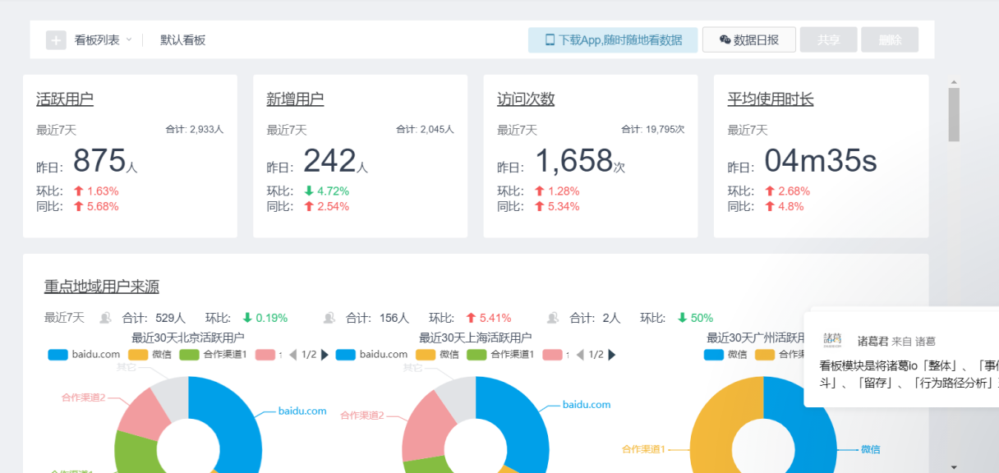 看板列表 默认看板 下载App,随时随地看数据 数据日报 共享 删除
活跃用户 新增用户 访问次数 平均使用时长
最近7天 合计: 2,933人 最近7天 合计: 2,045人 最近7天 合计: 19,795次 最近7天
昨日: 875人 昨日: 242人 昨日: 1,658次 昨日: 04m35s
环比: 1.63% 环比: 4.72% 环比: 1.28% 环比: 2.68%
同比: 5.68% 同比: 2.54% 同比: 5.34% 同比: 4.8%
重点地域用户来源
最近7天 合计: 529人 环比: 0.19% 合计: 156人 环比: 5.41% 合计: 2人 环比: 50%
最近30天北京活跃用户 最近30天上海活跃用户 最近30天广州活跃用
baidu.com 微信 合作渠道1 1/2 baidu.com 微信 合作渠道1 1/2 微信 合作
诸葛君 来自 诸葛
看板模块是将诸葛io「整体」、「事
斗」、「留存」、「行为路径分析」
其它 其它
合作渠道2 baidu.com 合作渠道2 baidu.com
合作渠道1 微信
合作渠道1